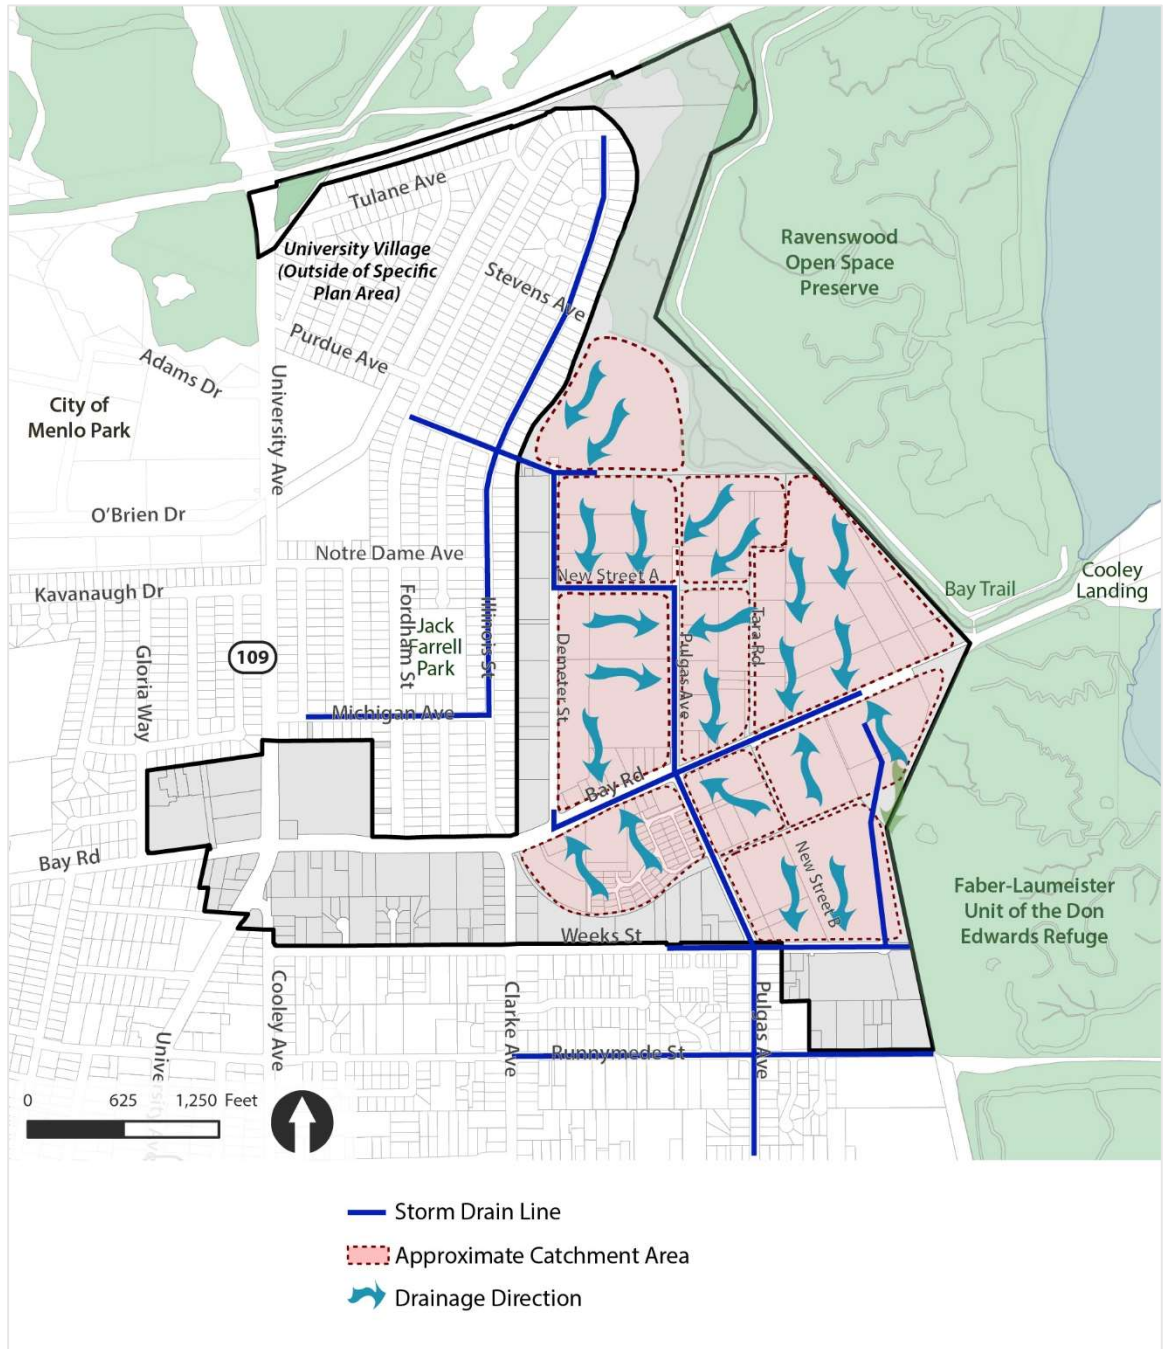 Tulane Ave
University Village
(Outside of Specific
Plan Area)
Ravenswood
Open Space
Preserve
Stevens Ave
Purdue Ave
Adams Dr
City of
Menlo Park
University Ave
O'Brien Dr
Notre Dame Ave
New Street A
Bay Trail
Cooley
Landing
Kavanaugh Dr
Fordham St
Jack
Farrell
Park
Illinois St
Demeter St
Pulgas Ave
Tara Rd
109
Gloria Way
Michigan Ave
Bay Rd
Bay Rd
New Street B
Faber-Laumeister
Unit of the Don
Edwards Refuge
Weeks St
Cooley Ave
Clarke Ave
Pulgas Ave
University Ave
Runnymede St
0 625 1,250 Feet
Storm Drain Line
Approximate Catchment Area
Drainage Direction